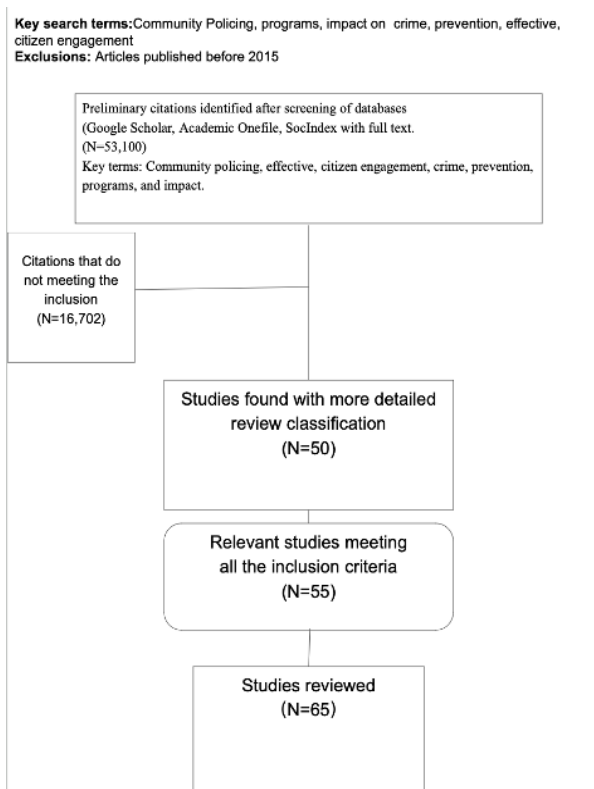 Key search terms:Community Policing, programs, impact on crime, prevention, effective,
citizen engagement
Exclusions: Articles published before 2015
Preliminary citations identified after screening of databases
(Google Scholar, Academic Onefile, SocIndex with full text.
(N=53,100)
Key terms: Community policing, effective, citizen engagement, crime, prevention,
programs, and impact.
Citations that do
not meeting the
inclusion
(N=16,702)
Studies found with more detailed
review classification
(N=50)
Relevant studies meeting
all the inclusion criteria
(N=55)
Studies reviewed
(N=65)